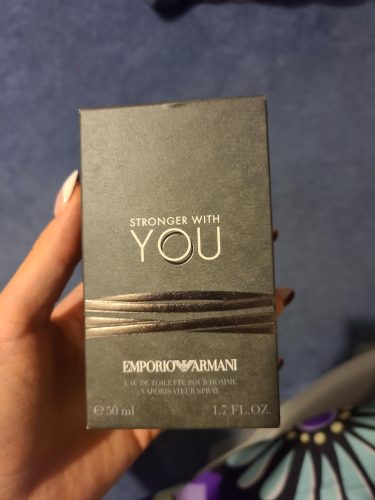 STRONGER WITH
YOU
EMPORIO ARMANI
EAU DE TOILETTE POUR HOMME
VAPORISATEUR SPRAY
℮50 ml 1.7 FL.OZ